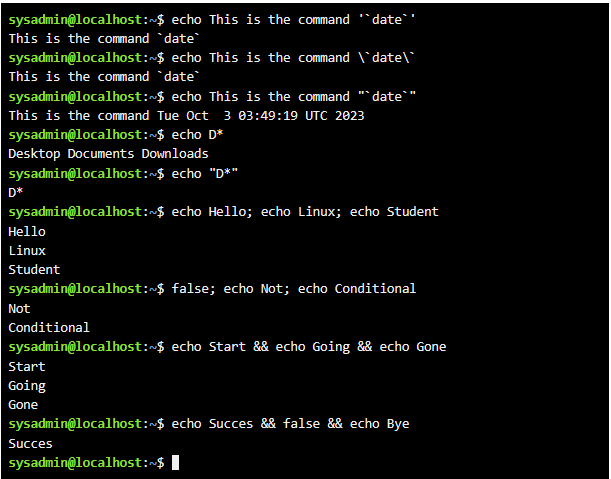 sysadmin@localhost:~$ echo This is the command '`date`'
This is the command `date`
sysadmin@localhost:~$ echo This is the command \`date\`
This is the command `date`
sysadmin@localhost:~$ echo This is the command "`date`"
This is the command Tue Oct  3 03:49:19 UTC 2023
sysadmin@localhost:~$ echo D*
Desktop Documents Downloads
sysadmin@localhost:~$ echo "D*"
D*
sysadmin@localhost:~$ echo Hello; echo Linux; echo Student
Hello
Linux
Student
sysadmin@localhost:~$ false; echo Not; echo Conditional
Not
Conditional
sysadmin@localhost:~$ echo Start && echo Going && echo Gone
Start
Going
Gone
sysadmin@localhost:~$ echo Succes && false && echo Bye
Succes
sysadmin@localhost:~$